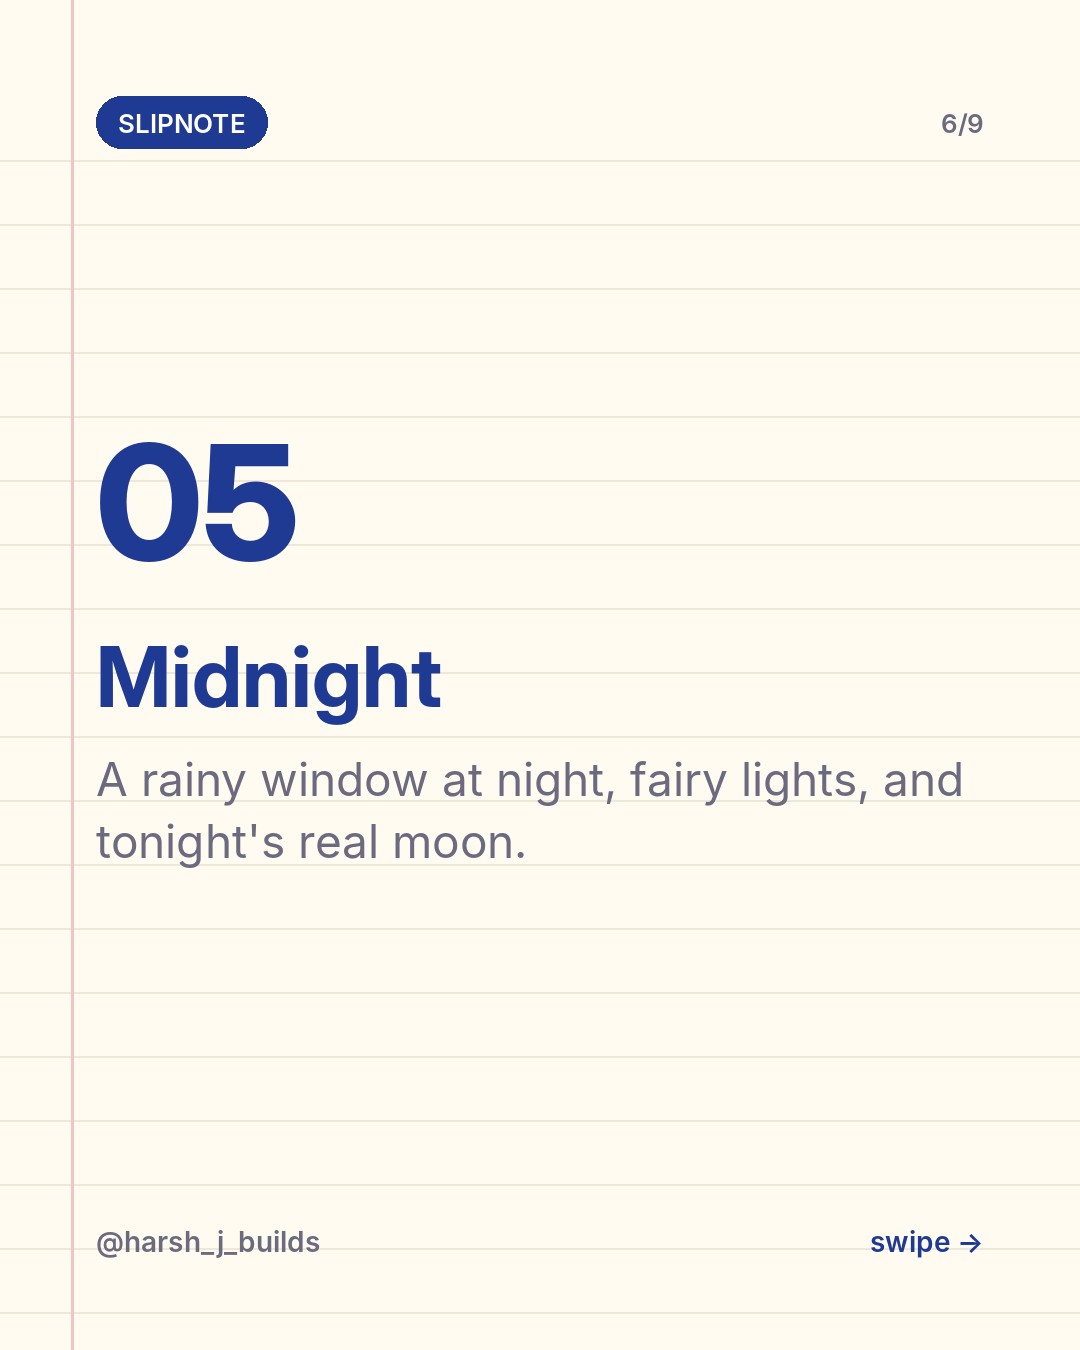 SLIPNOTE
6/9
05
Midnight
A rainy window at night, fairy lights, and
tonight's real moon.
@harsh_j_builds
swipe →